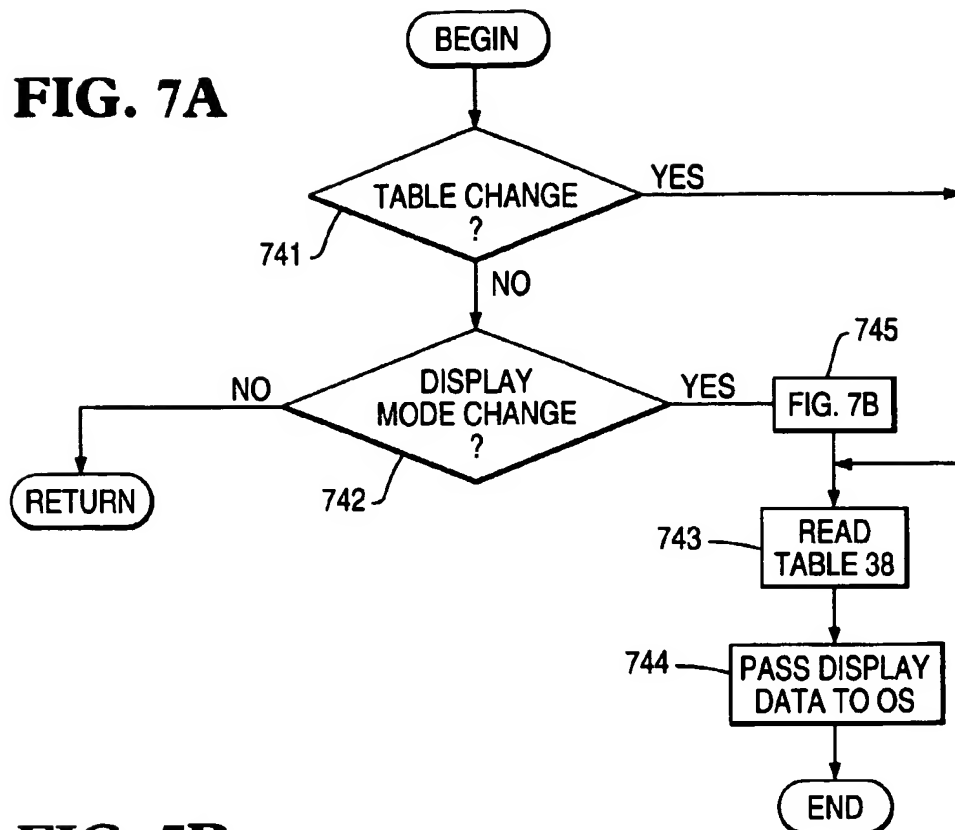 FIG. 7A
BEGIN
TABLE CHANGE
?
741
YES
NO
DISPLAY
MODE CHANGE
?
742
NO
RETURN
YES
745
FIG. 7B
743
READ
TABLE 38
744
PASS DISPLAY
DATA TO OS
END
FIG.